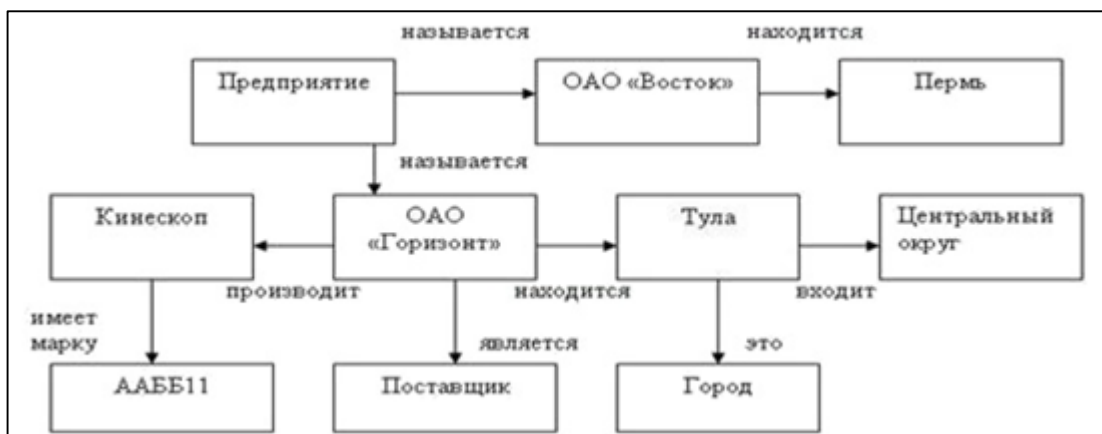 называется
находится
Предприятие
ОАО «Восток»
Пермь
называется
Кинескоп
ОАО
«Горизонт»
Тула
Центральный
округ
производит
находится
входит
имеет
марку
является
это
ААББ11
Поставщик
Город